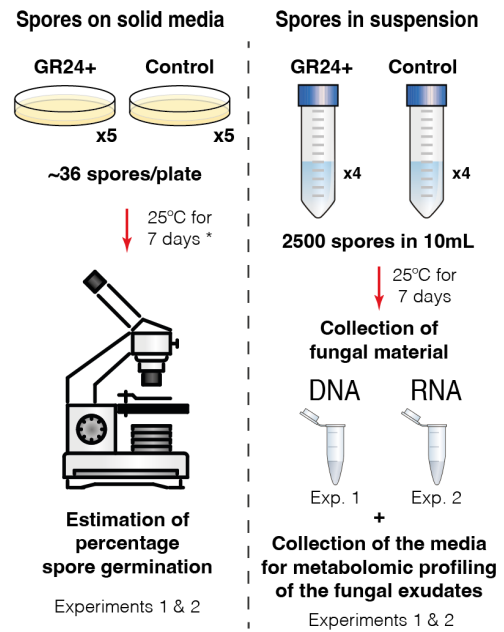 Spores on solid media
GR24+ Control
x5 x5
~36 spores/plate
25ºC for
7 days *
Estimation of
percentage
spore germination
Experiments 1 & 2
Spores in suspension
GR24+ Control
x4 x4
2500 spores in 10mL
25ºC for
7 days
Collection of
fungal material
DNA RNA
Exp. 1 Exp. 2
+
Collection of the media
for metabolomic profiling
of the fungal exudates
Experiments 1 & 2